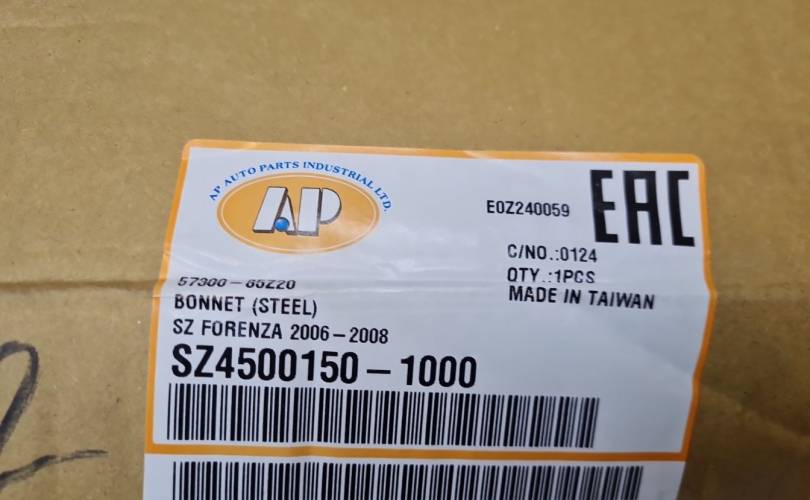 AP AUTO PARTS INDUSTRIAL LTD.
AP
E0Z240059
EAC
C/NO.:0124
QTY.:1PCS
MADE IN TAIWAN
57300-85Z20
BONNET (STEEL)
SZ FORENZA 2006-2008
SZ4500150-1000
2